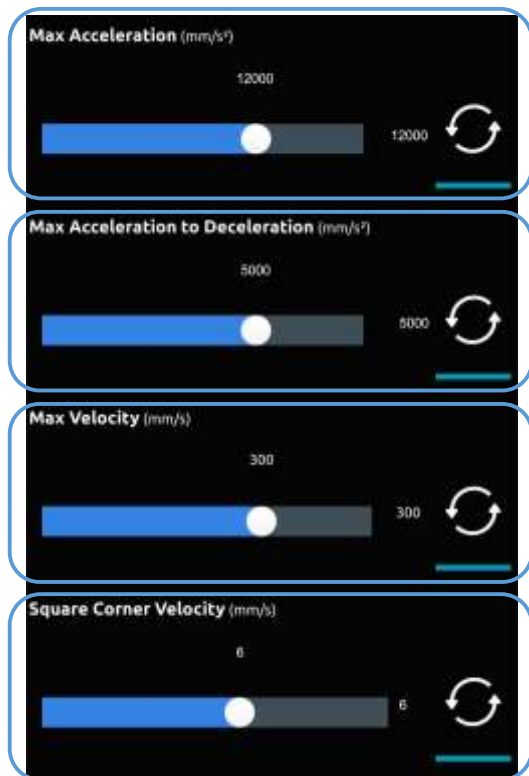 Max Acceleration (mm/s²)
12000
12000
Max Acceleration to Deceleration (mm/s²)
5000
5000
Max Velocity (mm/s)
300
300
Square Corner Velocity (mm/s)
6
6